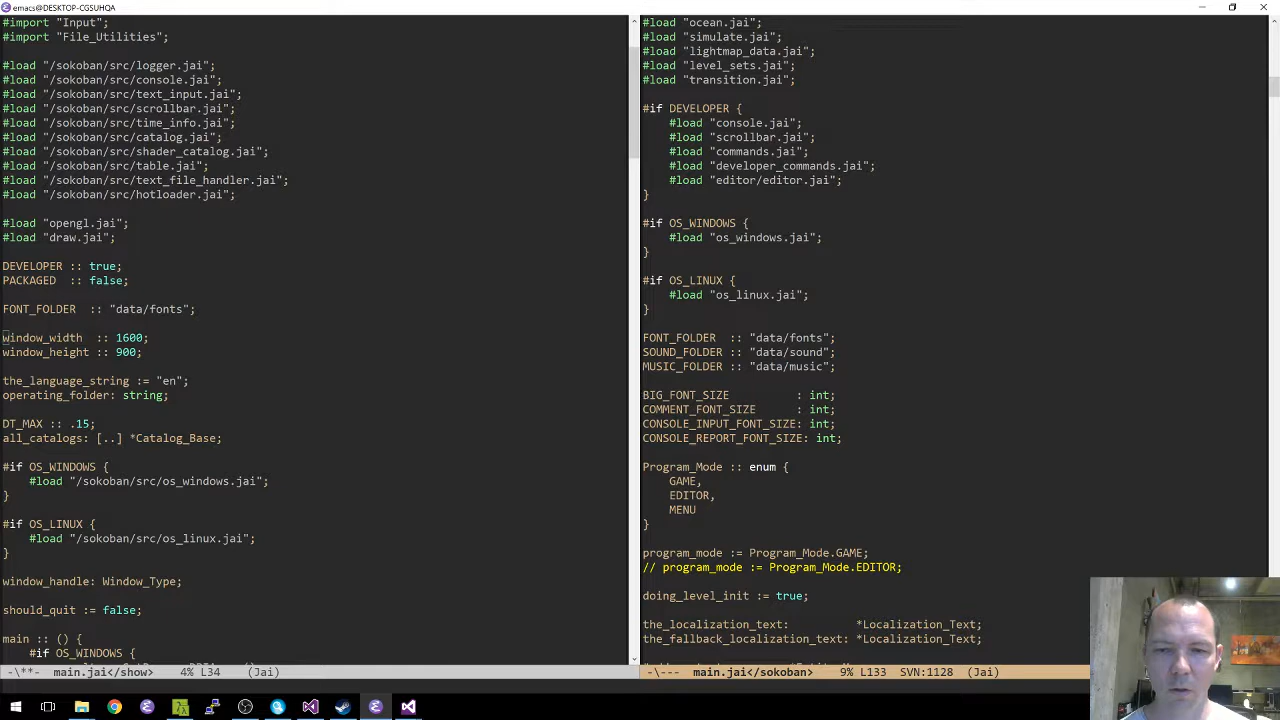 emacs@DESKTOP-CGSUHQA
#import "Input";
#import "File_Utilities";
#load "/sokoban/src/logger.jai";
#load "/sokoban/src/console.jai";
#load "/sokoban/src/text_input.jai";
#load "/sokoban/src/scrollbar.jai";
#load "/sokoban/src/time_info.jai";
#load "/sokoban/src/catalog.jai";
#load "/sokoban/src/shader_catalog.jai";
#load "/sokoban/src/table.jai";
#load "/sokoban/src/text_file_handler.jai";
#load "/sokoban/src/hotloader.jai";
#load "opengl.jai";
#load "draw.jai";
DEVELOPER :: true;
PACKAGED  :: false;
FONT_FOLDER :: "data/fonts";
window_width  :: 1600;
window_height :: 900;
the_language_string := "en";
operating_folder: string;
DT_MAX :: .15;
all_catalogs: [..] *Catalog_Base;
#if OS_WINDOWS {
    #load "/sokoban/src/os_windows.jai";
}
#if OS_LINUX {
    #load "/sokoban/src/os_linux.jai";
}
window_handle: Window_Type;
should_quit := false;
main :: () {
    #if OS_WINDOWS {
-\**-  main.jai</show>   4% L34    (Jai)
#load "ocean.jai";
#load "simulate.jai";
#load "lightmap_data.jai";
#load "level_sets.jai";
#load "transition.jai";
#if DEVELOPER {
    #load "console.jai";
    #load "scrollbar.jai";
    #load "commands.jai";
    #load "developer_commands.jai";
    #load "editor/editor.jai";
}
#if OS_WINDOWS {
    #load "os_windows.jai";
}
#if OS_LINUX {
    #load "os_linux.jai";
}
FONT_FOLDER  :: "data/fonts";
SOUND_FOLDER :: "data/sound";
MUSIC_FOLDER :: "data/music";
BIG_FONT_SIZE          : int;
COMMENT_FONT_SIZE      : int;
CONSOLE_INPUT_FONT_SIZE: int;
CONSOLE_REPORT_FONT_SIZE: int;
Program_Mode :: enum {
    GAME,
    EDITOR,
    MENU
}
program_mode := Program_Mode.GAME;
// program_mode := Program_Mode.EDITOR;
doing_level_init := true;
the_localization_text:          *Localization_Text;
the_fallback_localization_text: *Localization_Text;
-\---  main.jai</sokoban>    9% L133  SVN:1128  (Jai)